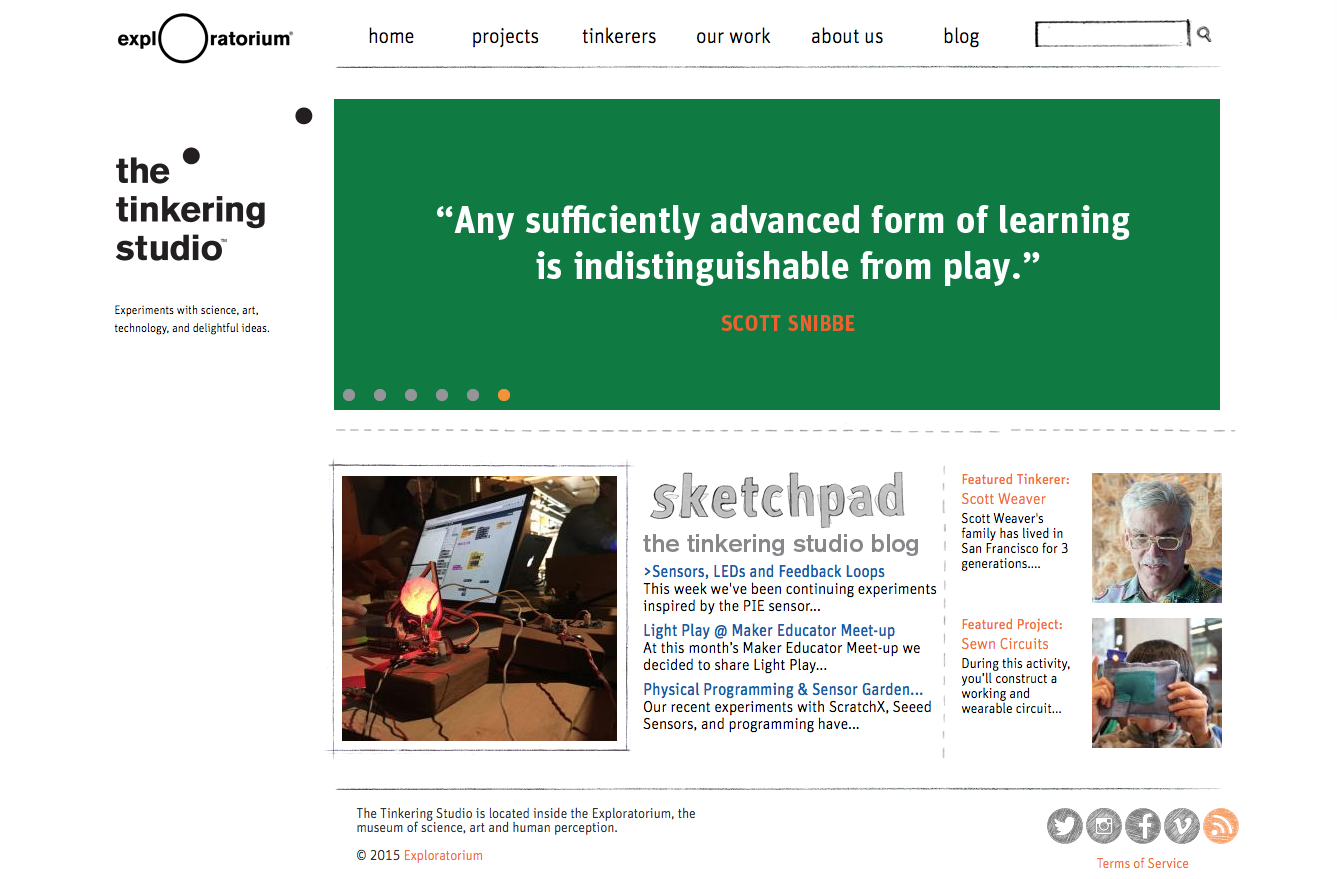 explOratorium®
home projects tinkerers our work about us blog
the
tinkering
studio™
Experiments with science, art,
technology, and delightful ideas.
“Any sufficiently advanced form of learning
is indistinguishable from play.”
SCOTT SNIBBE
sketchpad
the tinkering studio blog
>Sensors, LEDs and Feedback Loops
This week we've been continuing experiments
inspired by the PIE sensor...
Light Play @ Maker Educator Meet-up
At this month’s Maker Educator Meet-up we
decided to share Light Play...
Physical Programming & Sensor Garden...
Our recent experiments with ScratchX, Seeed
Sensors, and programming have...
Featured Tinkerer:
Scott Weaver
Scott Weaver's
family has lived in
San Francisco for 3
generations....
Featured Project:
Sewn Circuits
During this activity,
you’ll construct a
working and
wearable circuit...
The Tinkering Studio is located inside the Exploratorium, the
museum of science, art and human perception.
© 2015 Exploratorium
Terms of Service